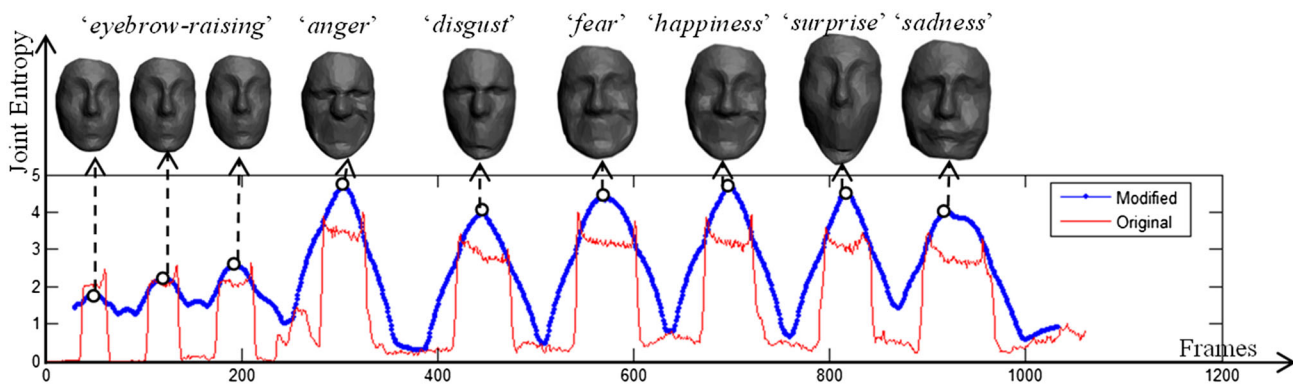 ‘eyebrow-raising’ ‘anger’ ‘disgust’ ‘fear’ ‘happiness’ ‘surprise’ ‘sadness’
Joint Entropy
5
4
3
2
1
0
Modified
Original
Frames
0 200 400 600 800 1000 1200